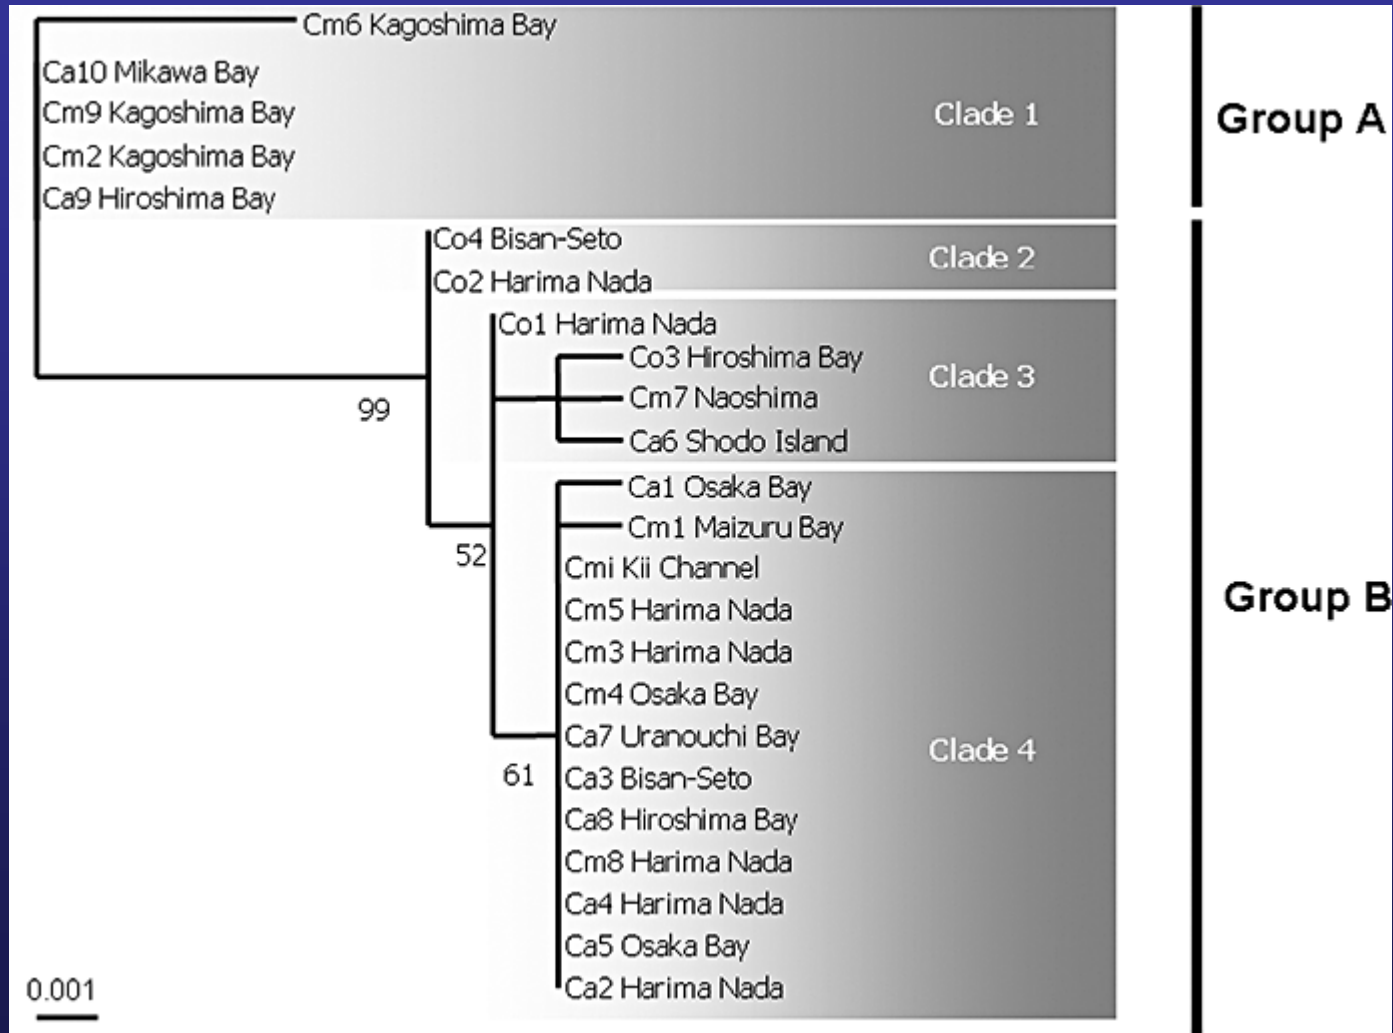 Cm6 Kagoshima Bay
Ca10 Mikawa Bay
Cm9 Kagoshima Bay
Clade 1
Group A
Cm2 Kagoshima Bay
Ca9 Hiroshima Bay
Co4 Bisan-Seto
Clade 2
Co2 Harima Nada
Co1 Harima Nada
Co3 Hiroshima Bay
Clade 3
Cm7 Naoshima
99
Ca6 Shodo Island
Ca1 Osaka Bay
Cm1 Maizuru Bay
52
Cmi Kii Channel
Group B
Cm5 Harima Nada
Cm3 Harima Nada
Cm4 Osaka Bay
Ca7 Uranouchi Bay
Clade 4
61
Ca3 Bisan-Seto
Ca8 Hiroshima Bay
Cm8 Harima Nada
Ca4 Harima Nada
Ca5 Osaka Bay
Ca2 Harima Nada
0.001